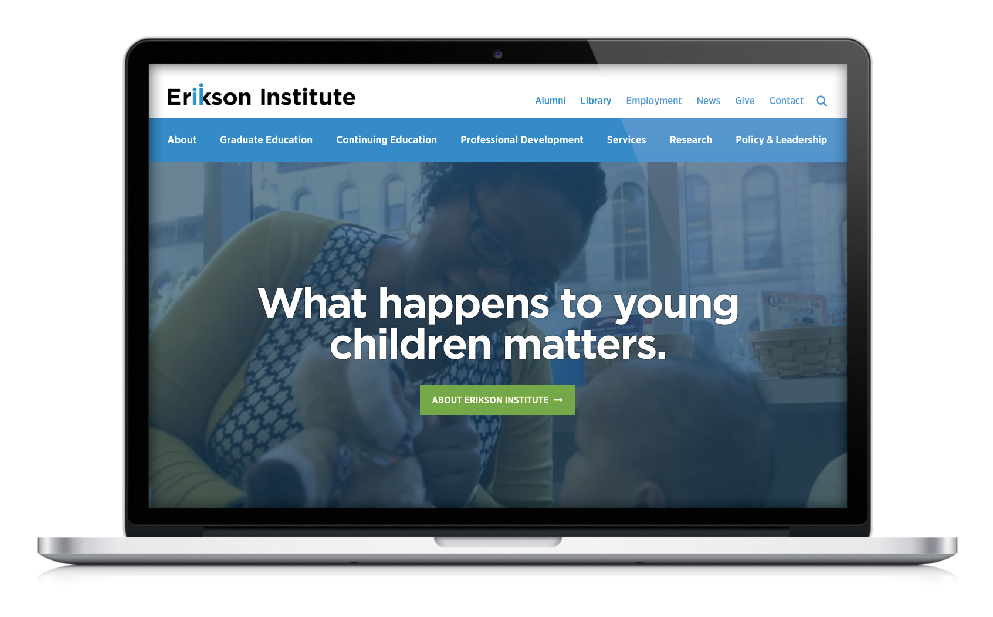 Erikson Institute
Alumni Library Employment News Give Contact
About Graduate Education Continuing Education Professional Development Services Research Policy & Leadership
What happens to young
children matters.
ABOUT ERIKSON INSTITUTE →